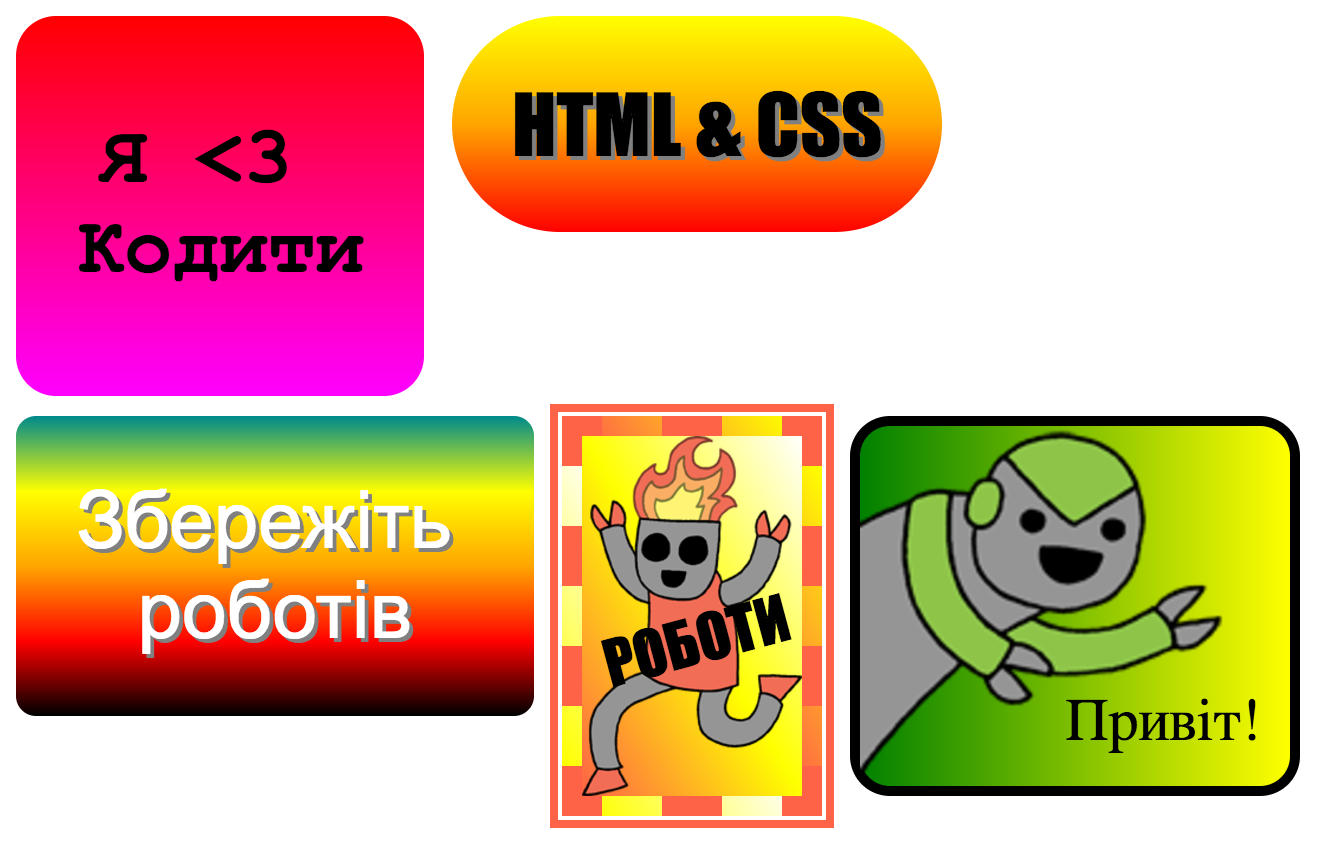 Я <3
Кодити
HTML & CSS
Збережіть
роботів
РОБОТИ
Привіт!